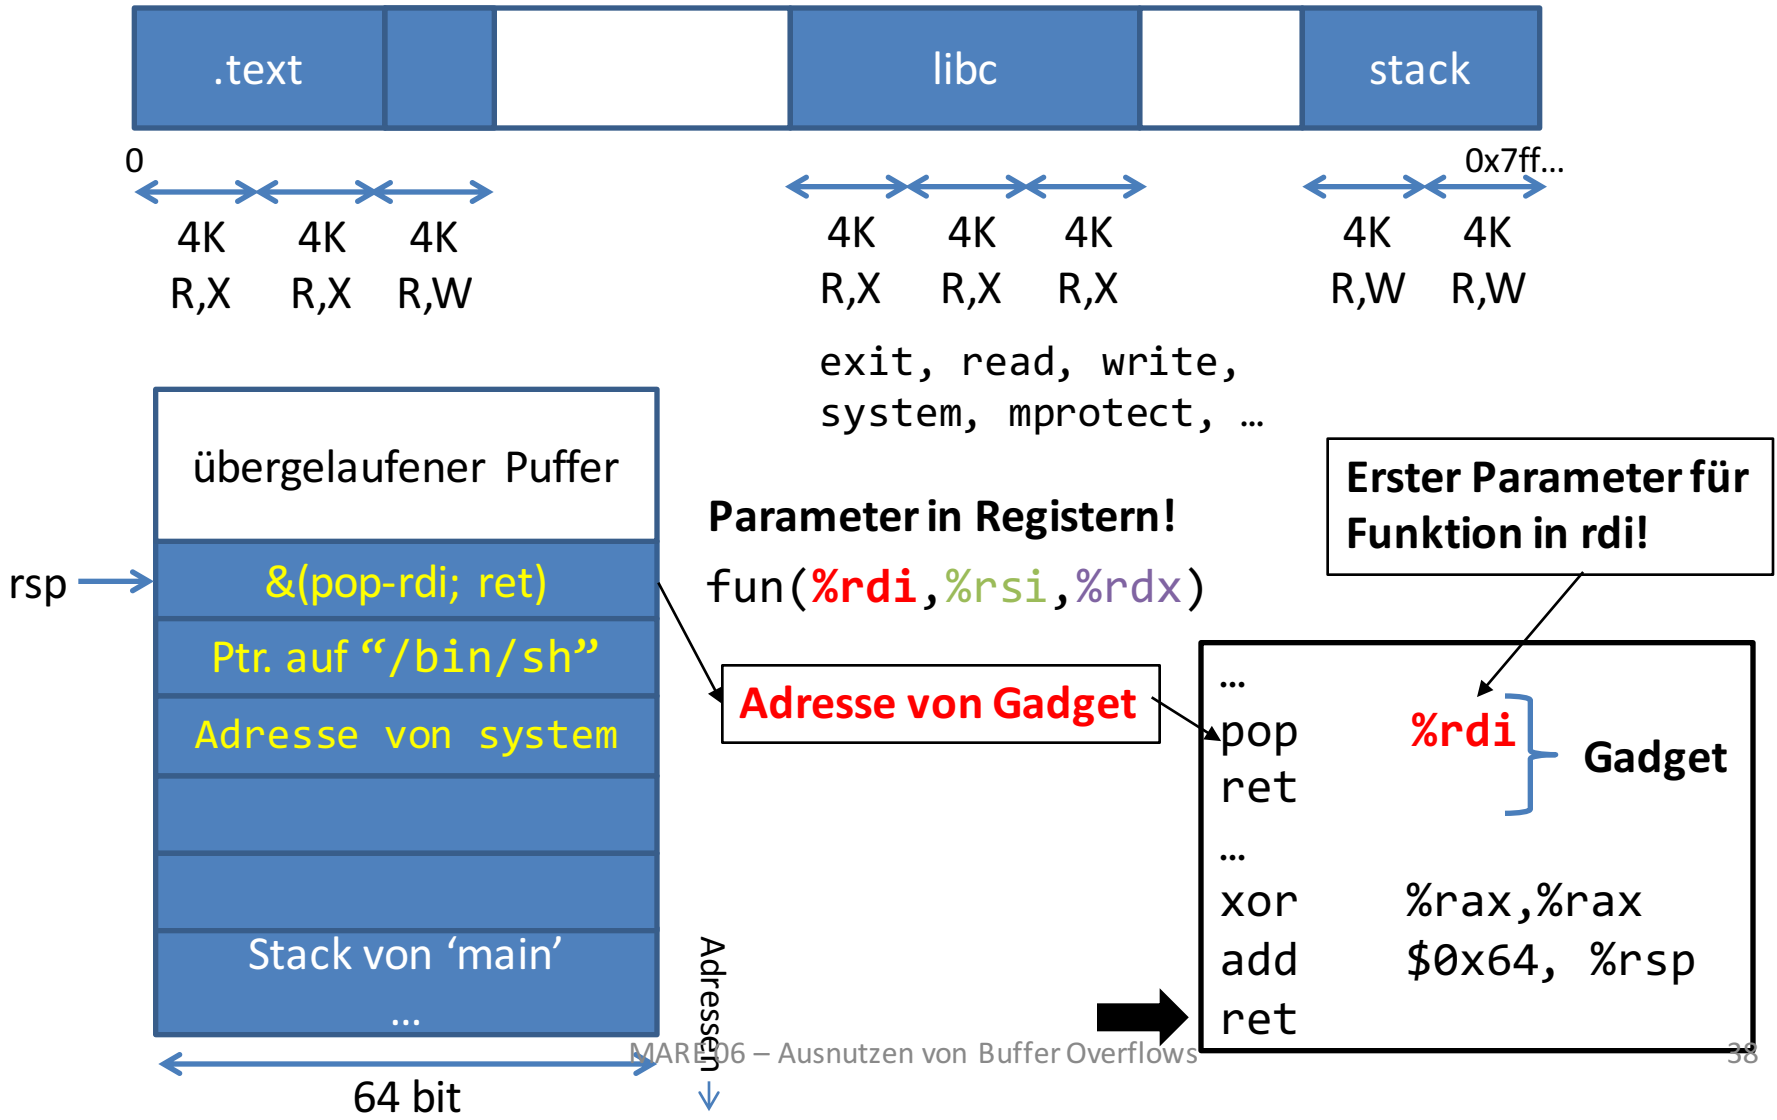 .text
libc
stack
0
0x7ff...
4K 4K 4K
R,X R,X R,W
4K 4K 4K
R,X R,X R,X
4K 4K
R,W R,W
exit, read, write,
system, mprotect, …
übergelaufener Puffer
rsp
&(pop-rdi; ret)
Ptr. auf “/bin/sh”
Adresse von system
Stack von ‘main’
…
64 bit
Adressen
Parameter in Registern!
fun(%rdi,%rsi,%rdx)
Adresse von Gadget
Erster Parameter für
Funktion in rdi!
…
pop %rdi
ret
Gadget
…
xor %rax,%rax
add $0x64, %rsp
ret
MARE 06 – Ausnutzen von Buffer Overflows
38